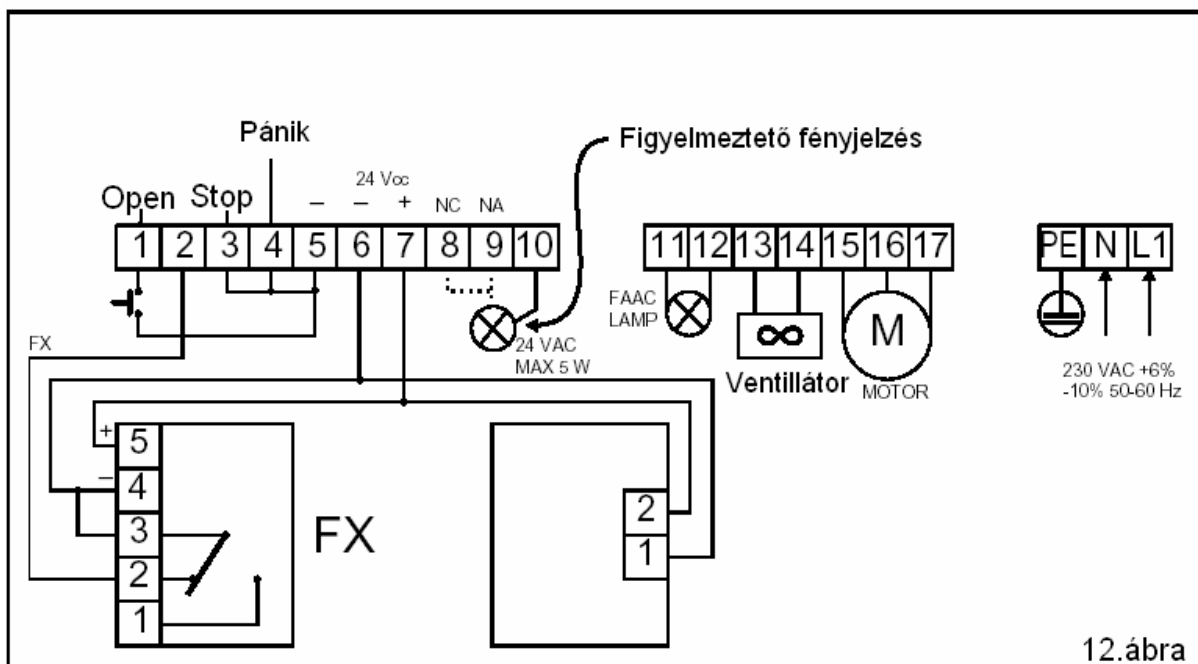 Pánik
Figyelmeztető fényjelzés
24 Vcc
Open Stop – – + NC NA
1 2 3 4 5 6 7 8 9 10
11 12 13 14 15 16 17
PE N L1
FAAC
LAMP
24 VAC
MAX 5 W
FX
M
Ventillátor
MOTOR
230 VAC +6%
-10% 50-60 Hz
+
5
–
4
3
2
1
FX
2
1
12.ábra